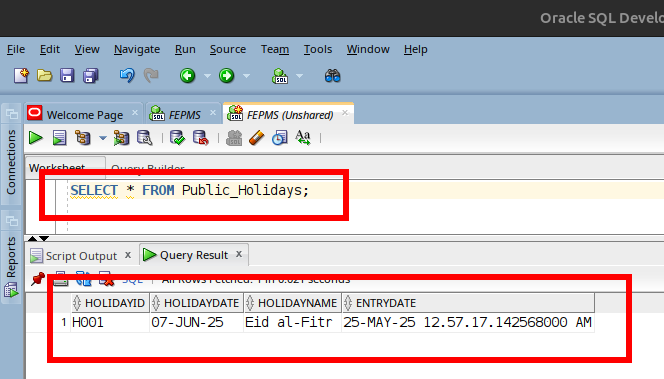 Oracle SQL Develo
File Edit View Navigate Run Source Team Tools Window Help
SQL
Welcome Page FEPMS FEPMS (Unshared)
Connections
Reports
Worksheet Query Builder
SELECT * FROM Public_Holidays;
Script Output Query Result
SQL | All Rows Fetched: 1 in 0.021 seconds
HOLIDAYID HOLIDAYDATE HOLIDAYNAME ENTRYDATE
1 H001 07-JUN-25 Eid al-Fitr 25-MAY-25 12.57.17.142568000 AM